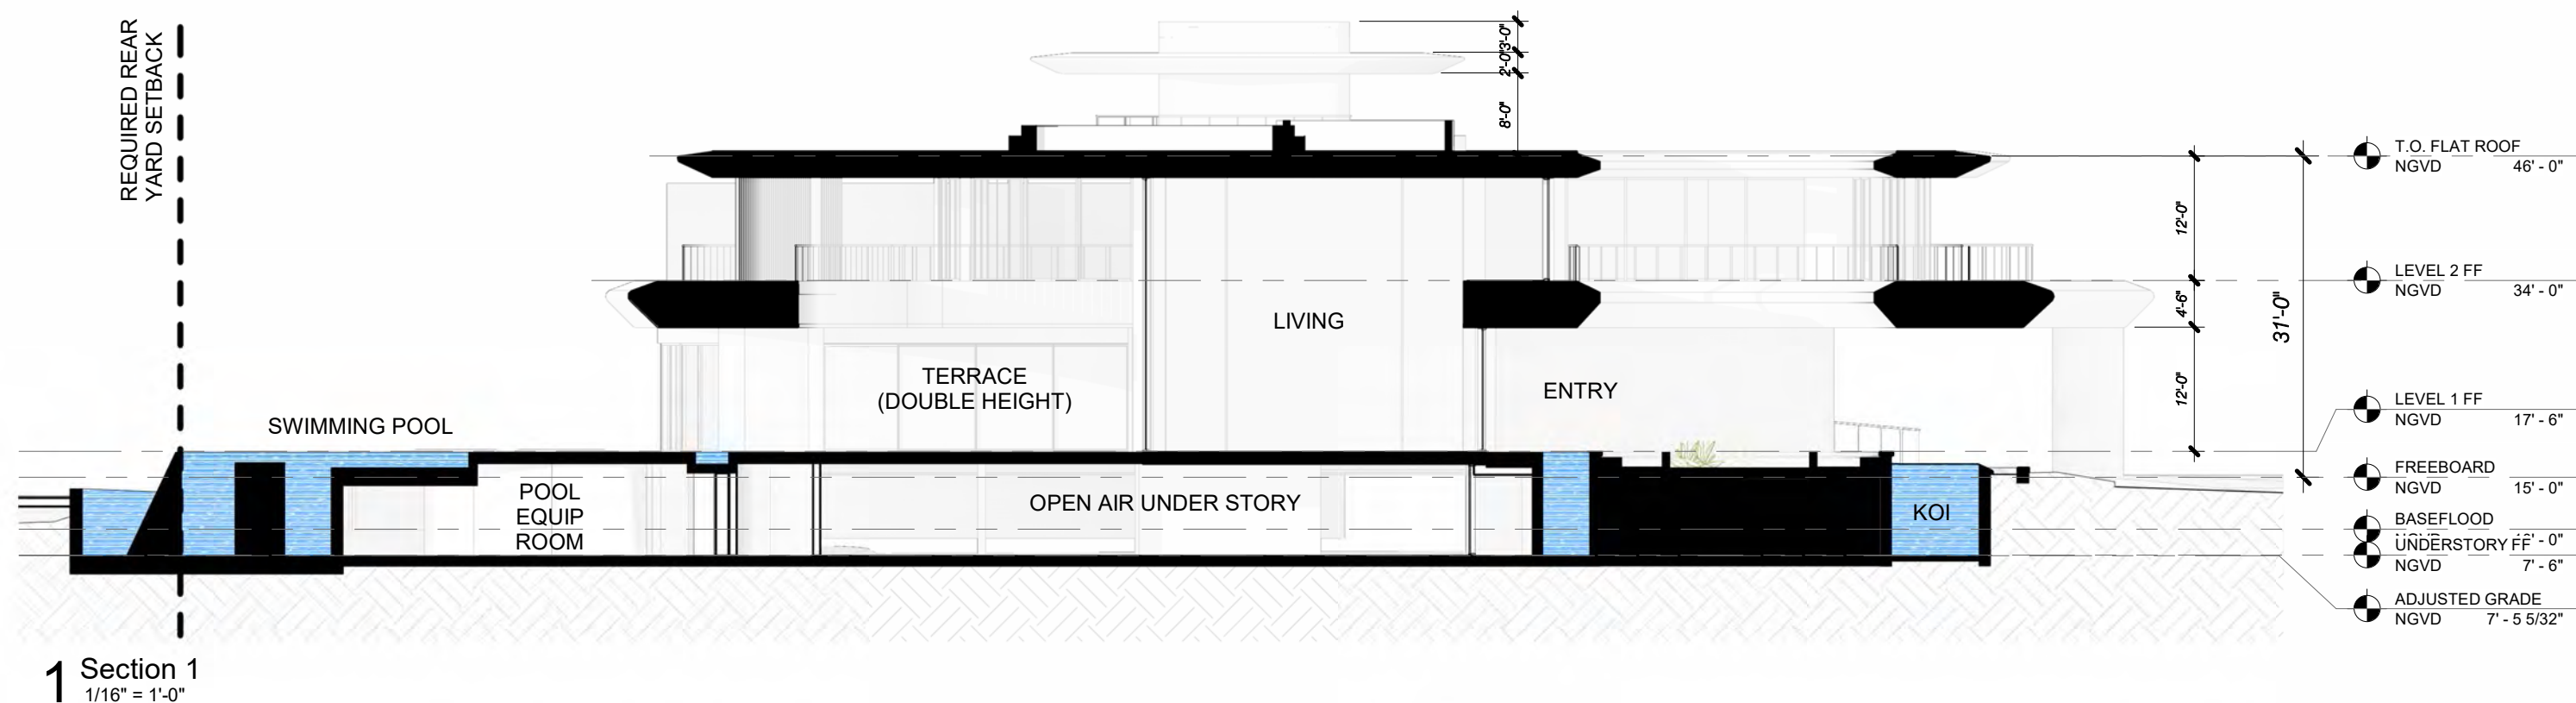 REQUIRED REAR
YARD SETBACK
3'-0"
2'-0"
8'-0"
T.O. FLAT ROOF
NGVD 46' - 0"
12'-0"
LEVEL 2 FF
NGVD 34' - 0"
4'-6"
31'-0"
LIVING
TERRACE
(DOUBLE HEIGHT)
ENTRY
12'-0"
LEVEL 1 FF
NGVD 17' - 6"
SWIMMING POOL
FREEBOARD
NGVD 15' - 0"
POOL
EQUIP
ROOM
OPEN AIR UNDER STORY
KOI
BASEFLOOD
' - 0"
UNDERSTORY FF
NGVD 7' - 6"
ADJUSTED GRADE
NGVD 7' - 5 5/32"
1 Section 1
1/16" = 1'-0"